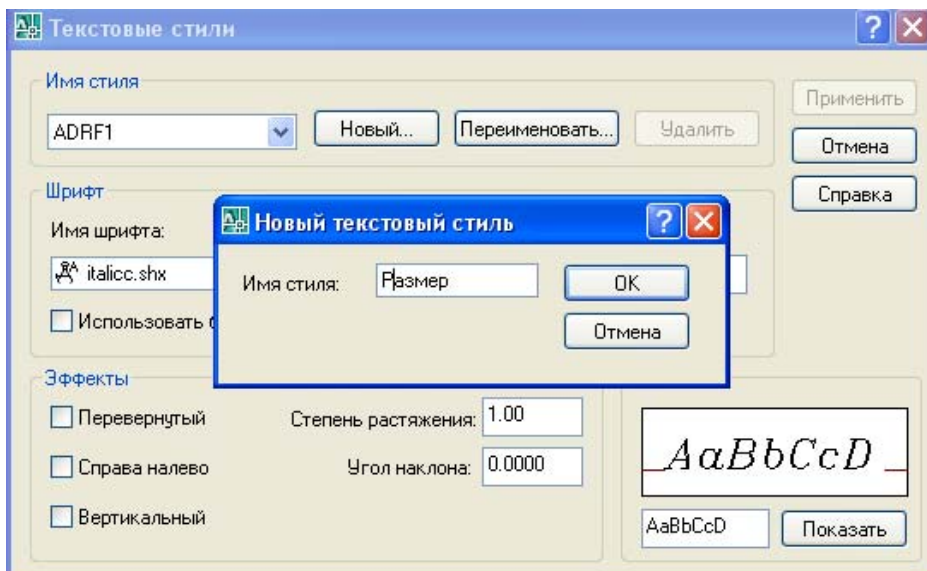 Текстовые стили
Имя стиля
ADRF1
Новый...
Переименовать...
Удалить
Применить
Отмена
Справка
Шрифт
Имя шрифта:
italicc.shx
Использовать
Новый текстовый стиль
Имя стиля:
Размер
OK
Отмена
Эффекты
Перевернутый
Справа налево
Вертикальный
Степень растяжения: 1.00
Угол наклона: 0.0000
AaBbCcD
AaBbCcD
Показать